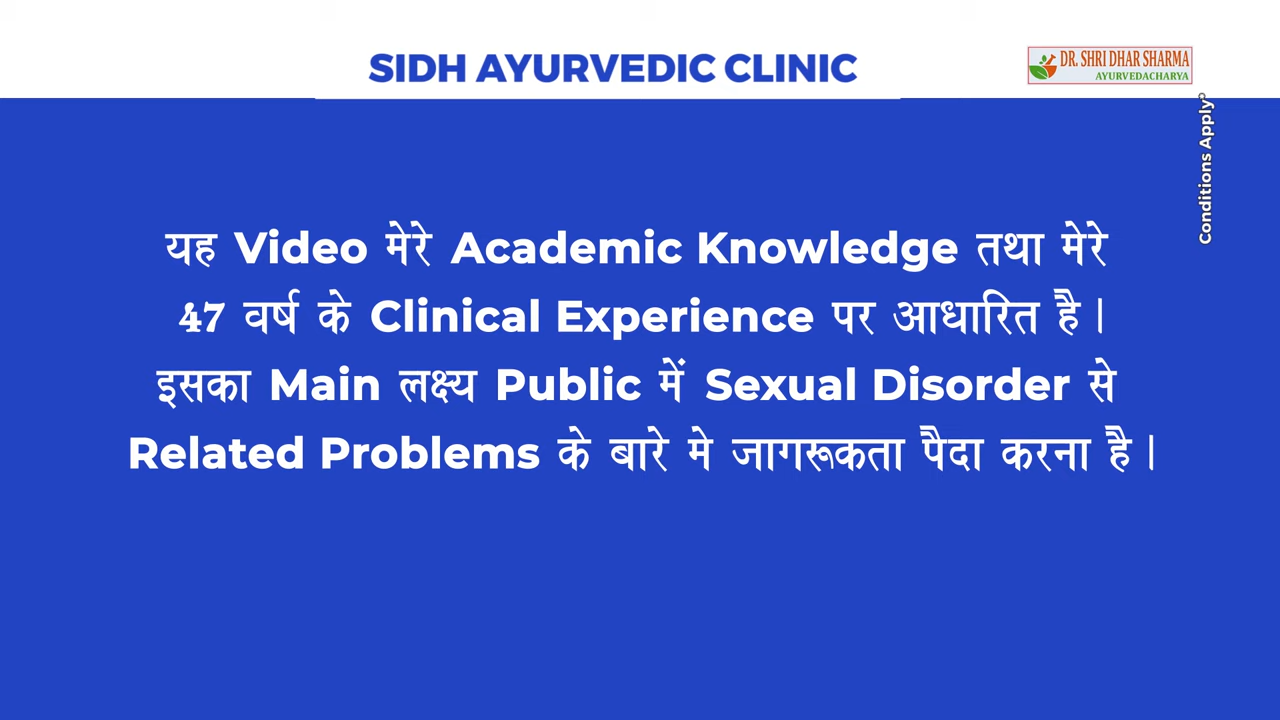 SIDH AYURVEDIC CLINIC
DR. SHRI DHAR SHARMA
AYURVEDACHARYA
Conditions Apply°
यह Video मेरे Academic Knowledge तथा मेरे
47 वर्ष के Clinical Experience पर आधारित है।
इसका Main लक्ष्य Public में Sexual Disorder से
Related Problems के बारे मे जागरूकता पैदा करना है।